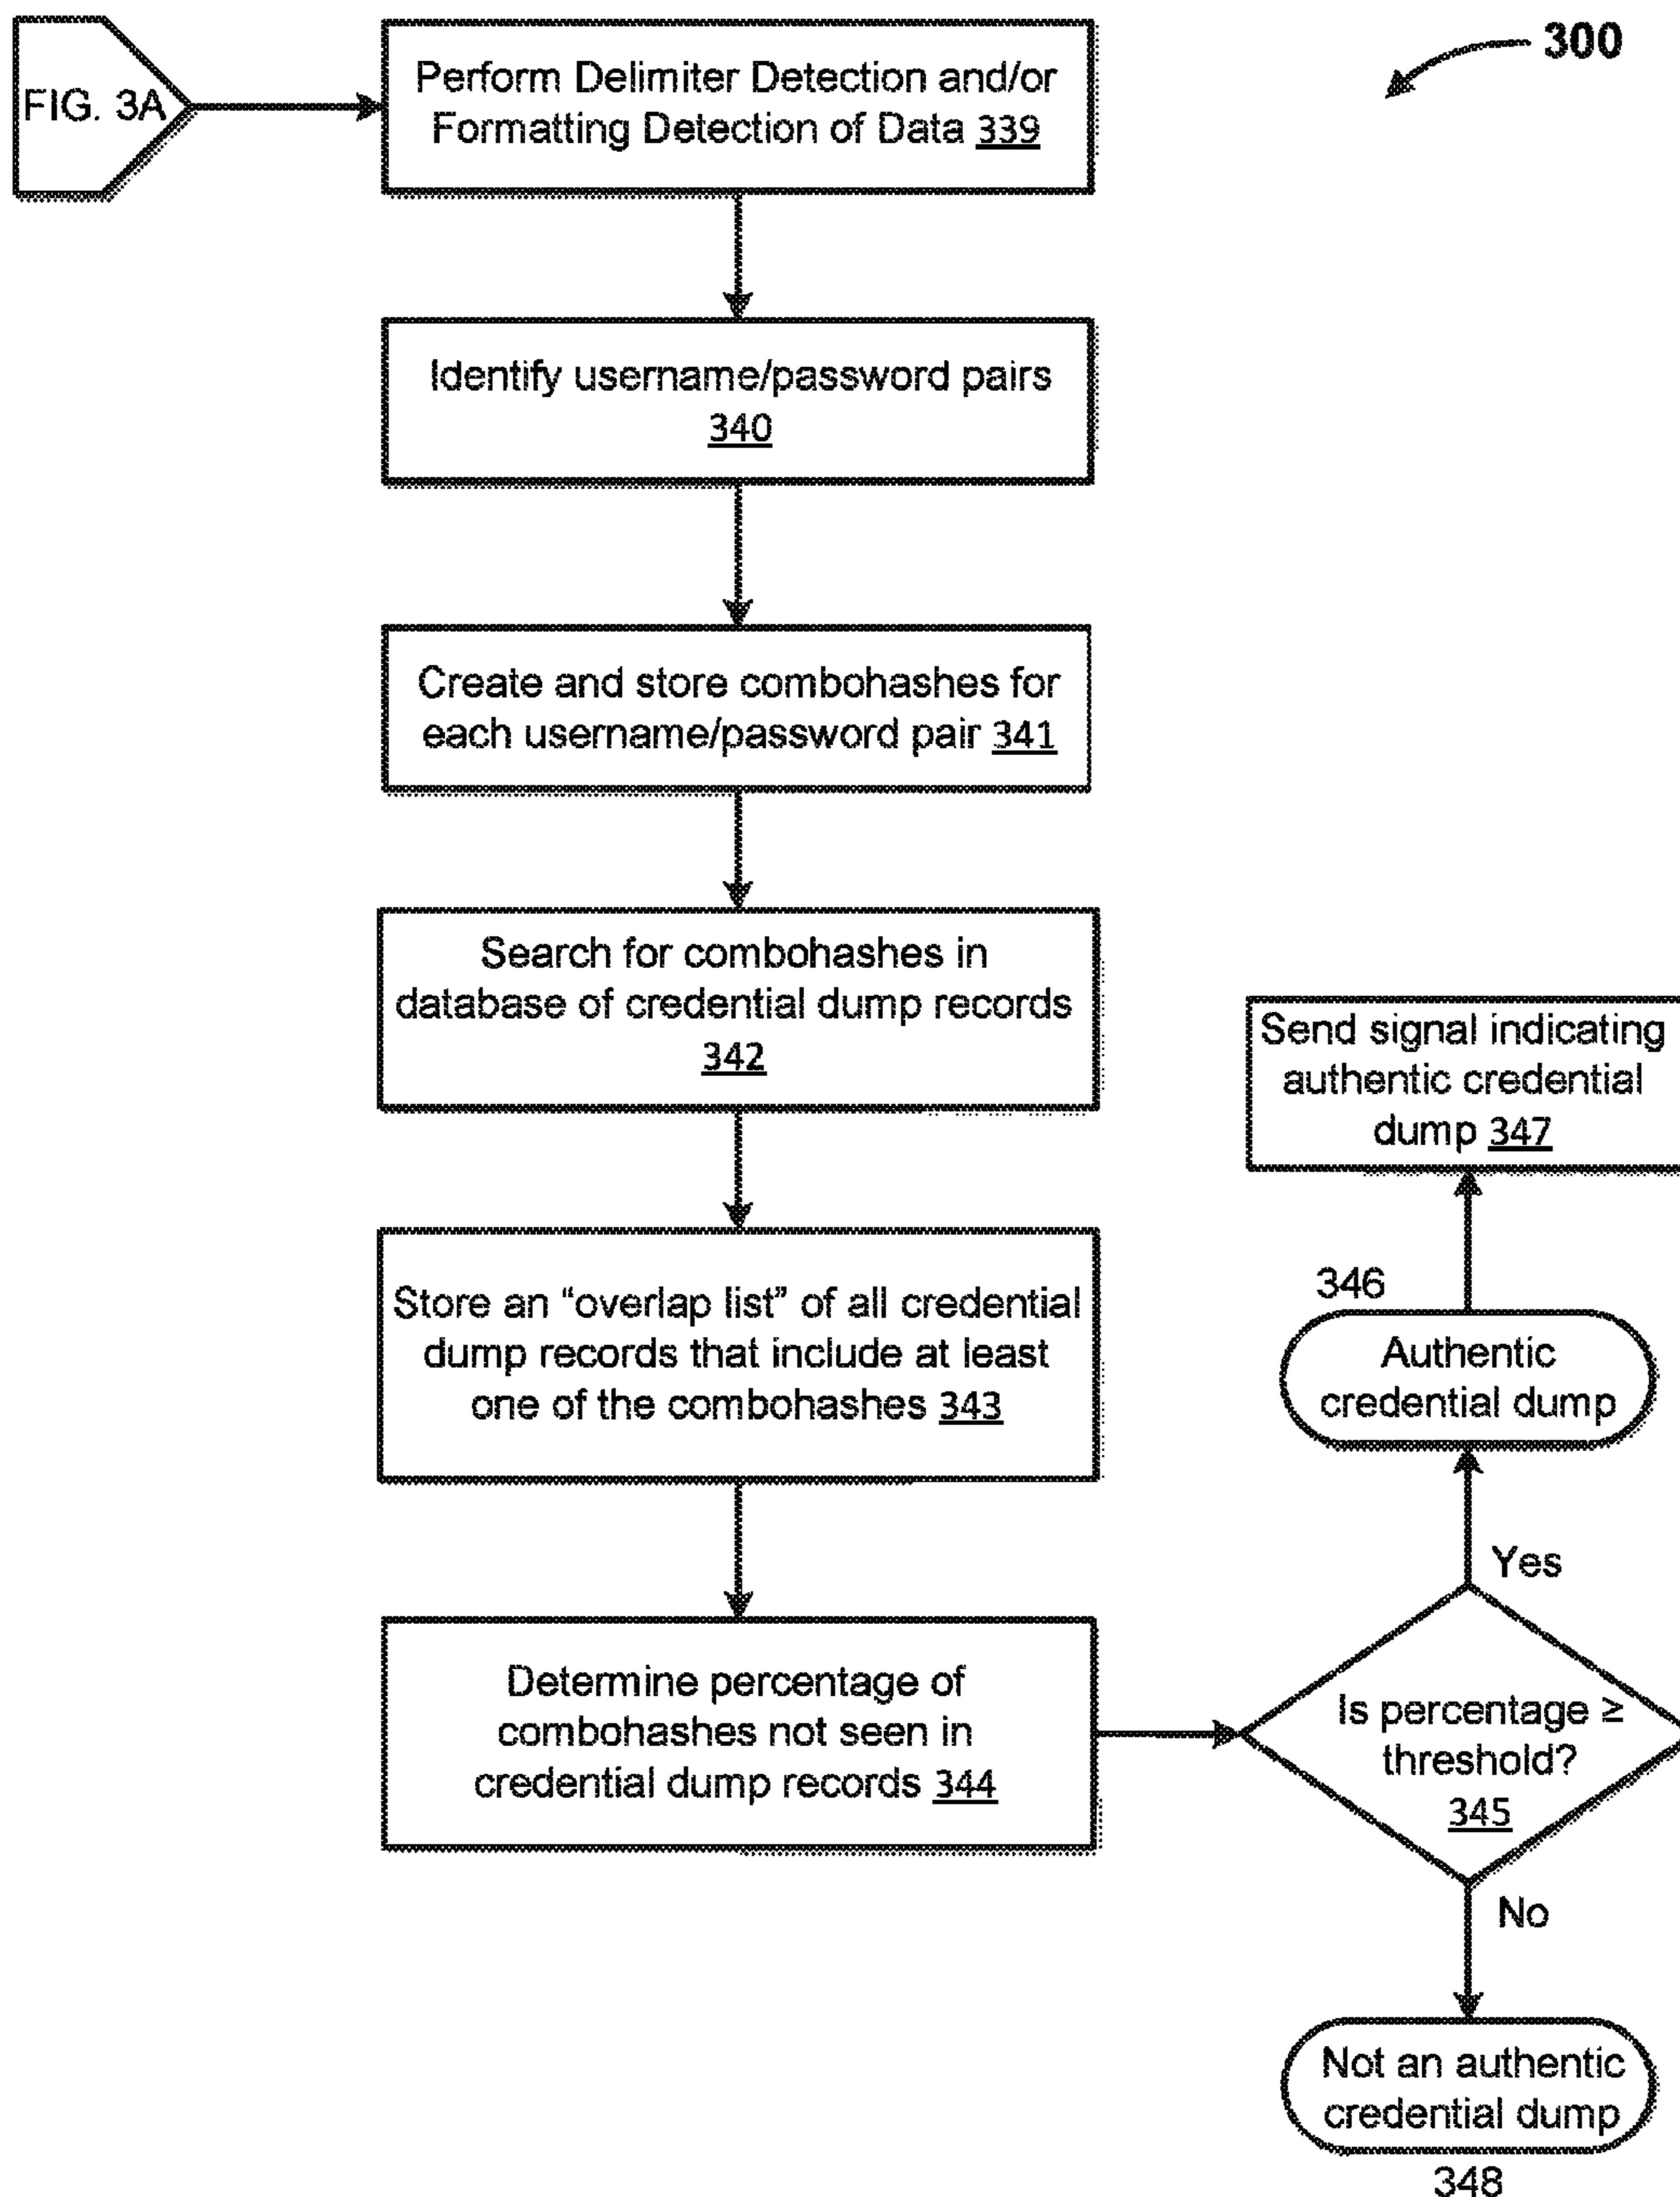 300
FIG. 3A
Perform Delimiter Detection and/or
Formatting Detection of Data 339
Identify username/password pairs
340
Create and store combohashes for
each username/password pair 341
Search for combohashes in
database of credential dump records
342
Store an “overlap list” of all credential
dump records that include at least
one of the combohashes 343
Determine percentage of
combohashes not seen in
credential dump records 344
Is percentage ≥
threshold?
345
Yes
346
Authentic
credential dump
Send signal indicating
authentic credential
dump 347
No
Not an authentic
credential dump
348